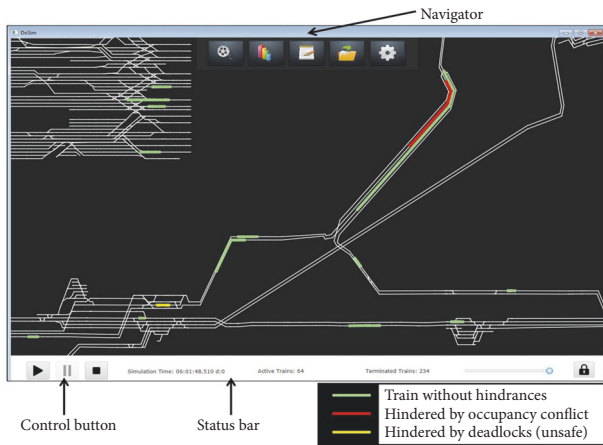 Navigator
DoSim
Simulation Time: 06:01:48.510 d:0
Active Trains: 64
Terminated Trains: 234
Control button
Status bar
Train without hindrances
Hindered by occupancy conflict
Hindered by deadlocks (unsafe)